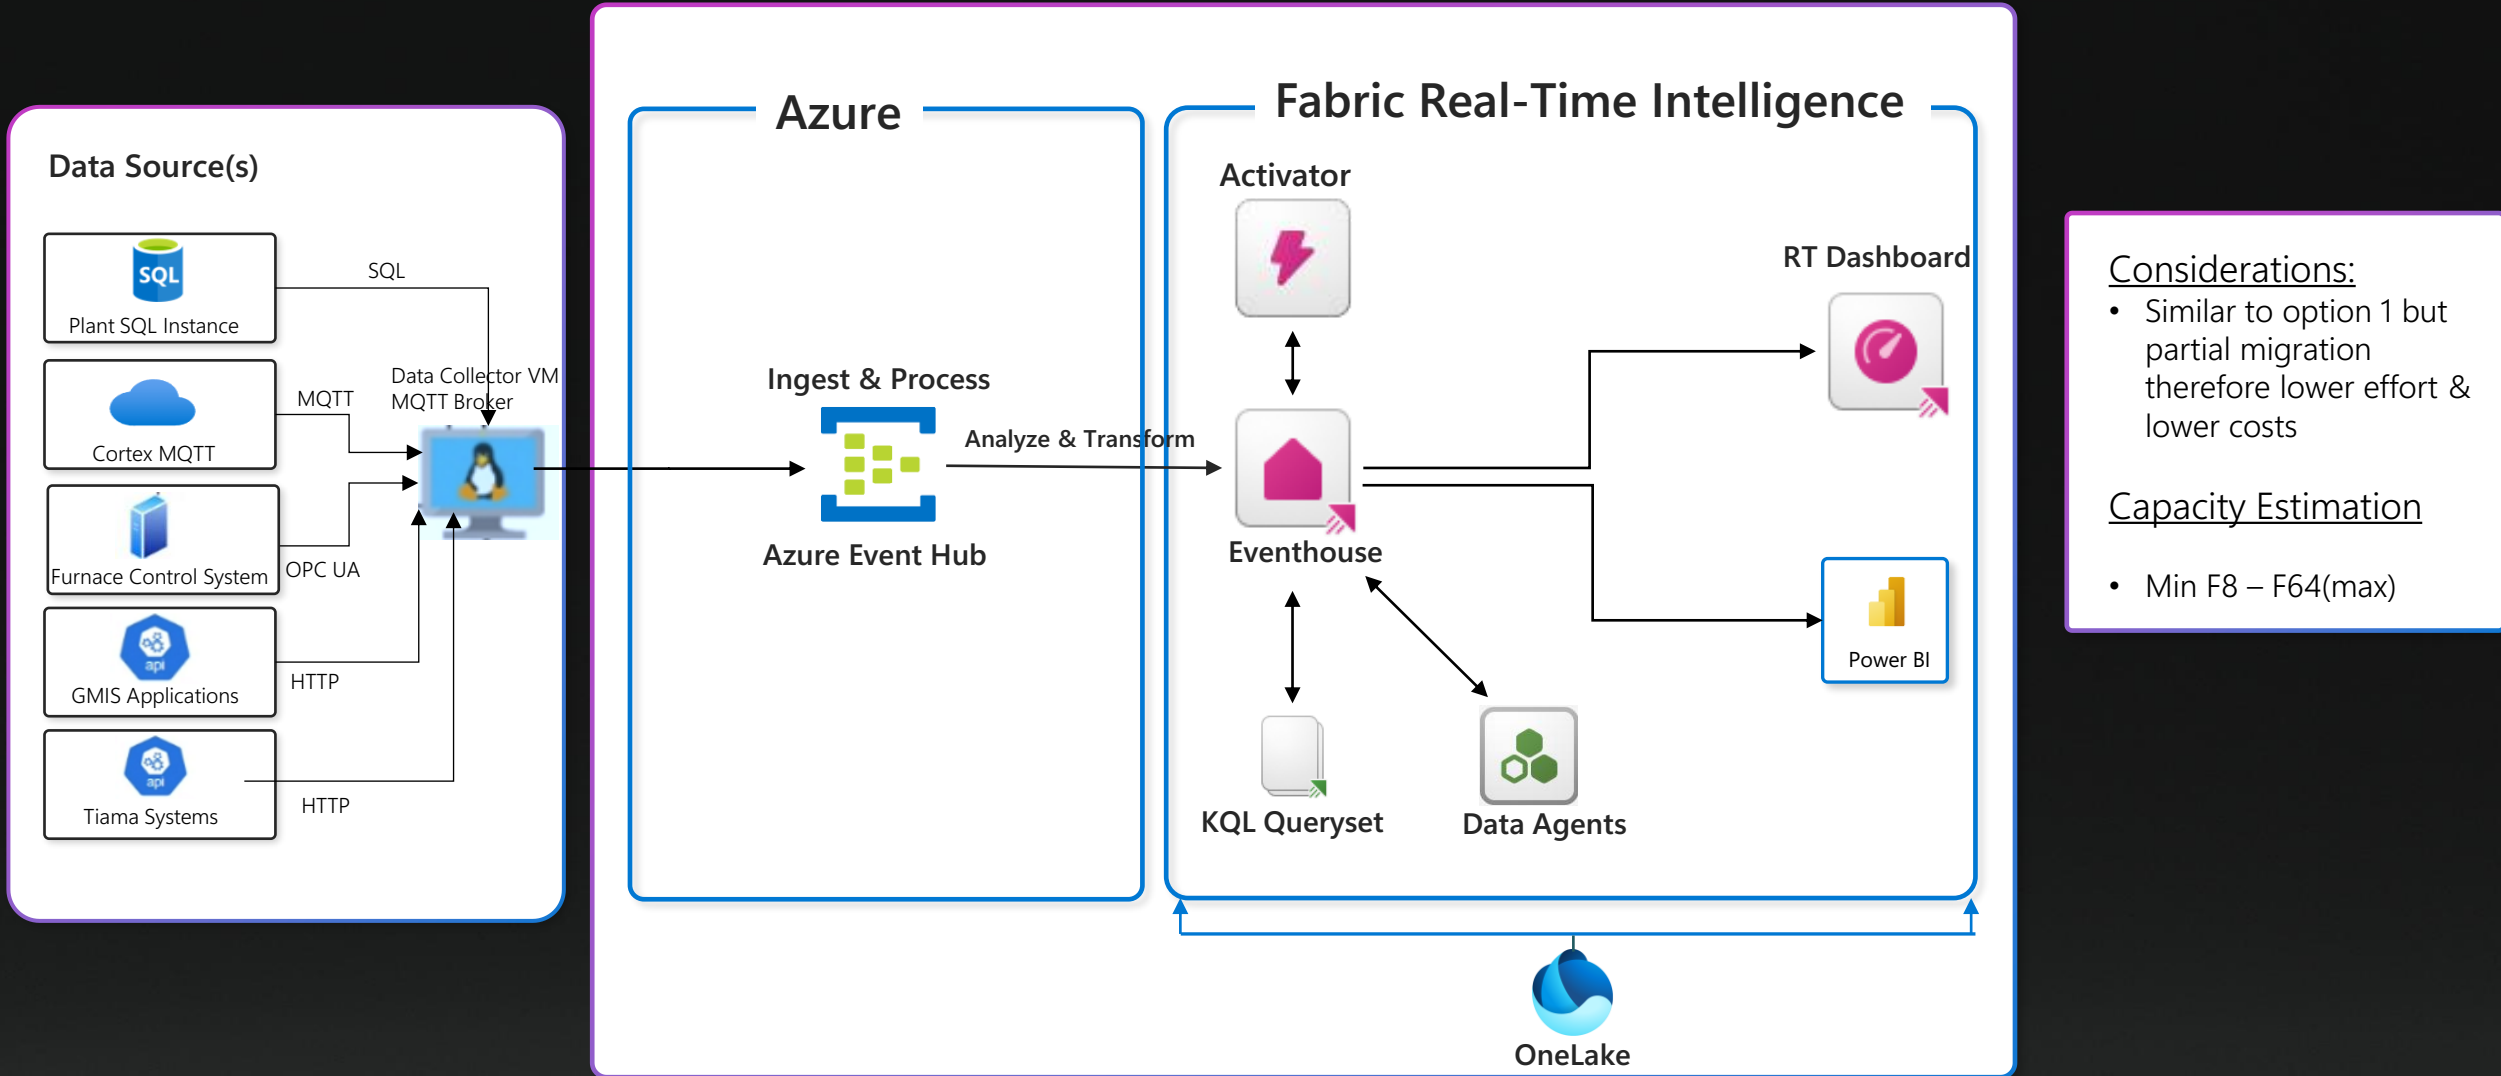 Data Source(s)
SQL
Plant SQL Instance
SQL
Cortex MQTT
MQTT
Data Collector VM
MQTT Broker
Furnace Control System
OPC UA
api
GMIS Applications
HTTP
api
Tiama Systems
HTTP
Azure
Ingest & Process
Azure Event Hub
Analyze & Transform
Fabric Real-Time Intelligence
Activator
RT Dashboard
Eventhouse
Power BI
KQL Queryset
Data Agents
OneLake
Considerations:
• Similar to option 1 but
partial migration
therefore lower effort &
lower costs
Capacity Estimation
• Min F8 – F64(max)